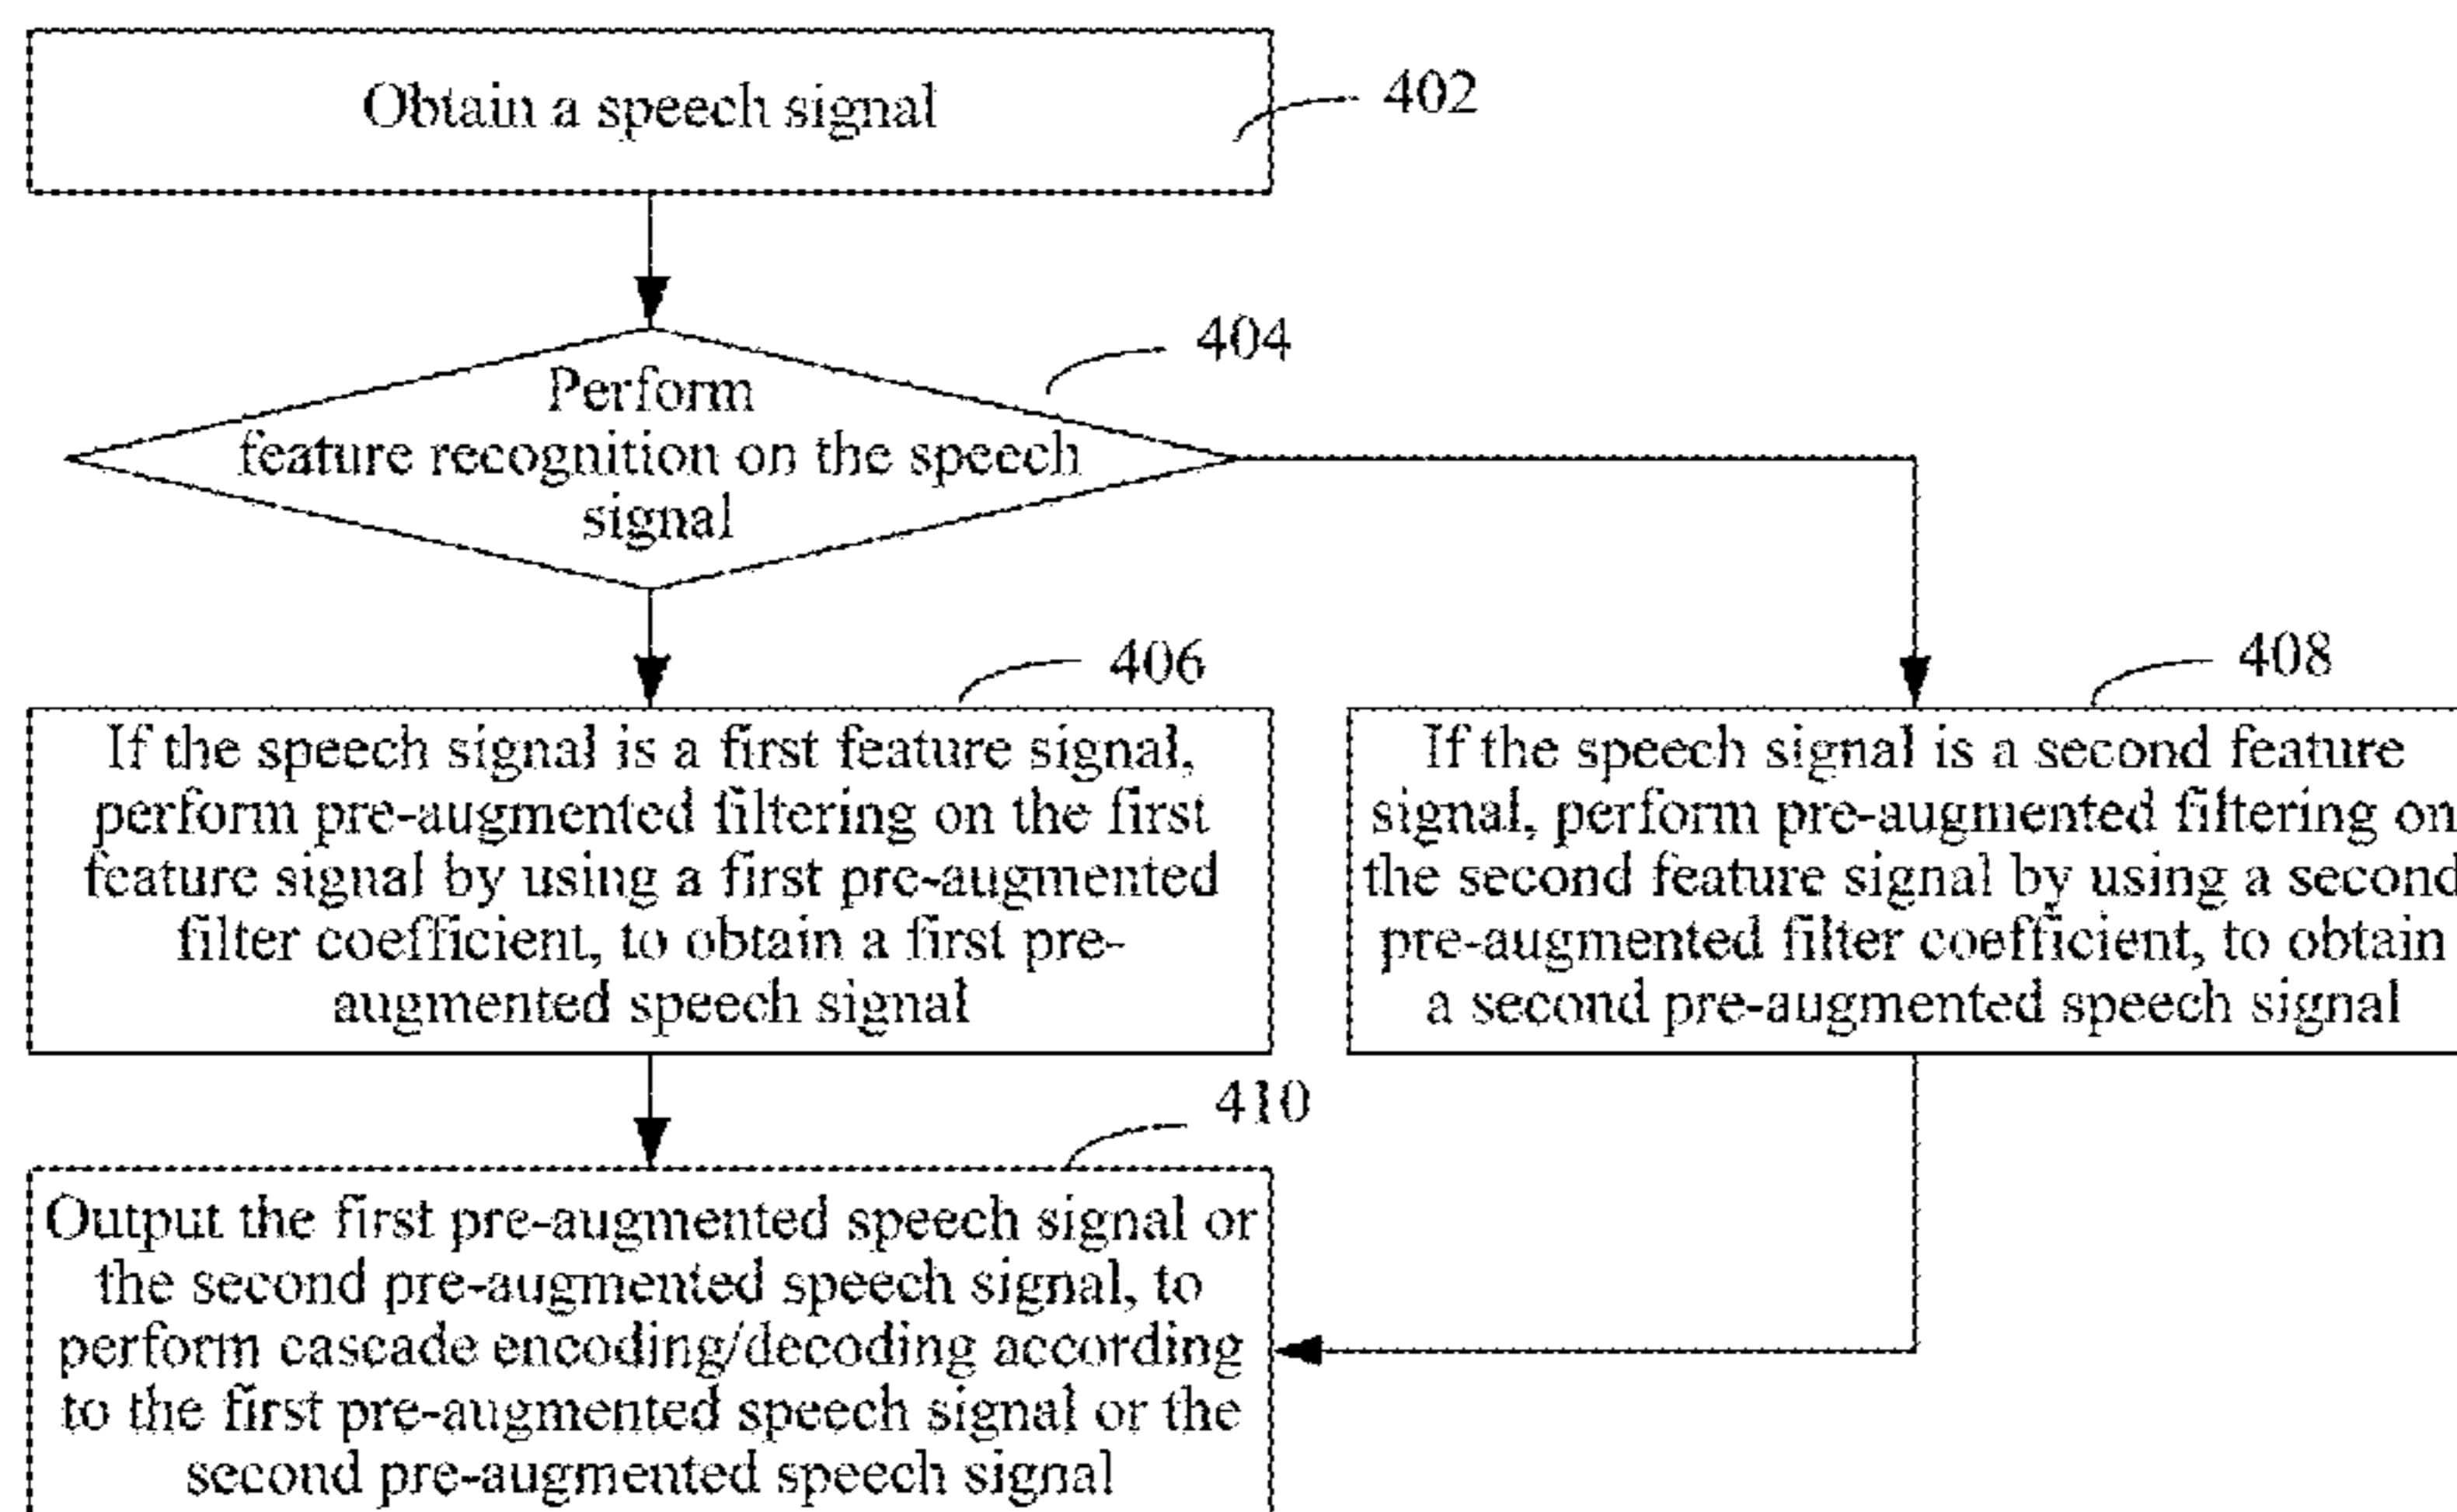 Obtain a speech signal
402
404
Perform
feature recognition on the speech
signal
406
If the speech signal is a first feature signal,
perform pre-augmented filtering on the first
feature signal by using a first pre-augmented
filter coefficient, to obtain a first pre-
augmented speech signal
408
If the speech signal is a second feature
signal, perform pre-augmented filtering on
the second feature signal by using a second
pre-augmented filter coefficient, to obtain
a second pre-augmented speech signal
410
Output the first pre-augmented speech signal or
the second pre-augmented speech signal, to
perform cascade encoding/decoding according
to the first pre-augmented speech signal or the
second pre-augmented speech signal